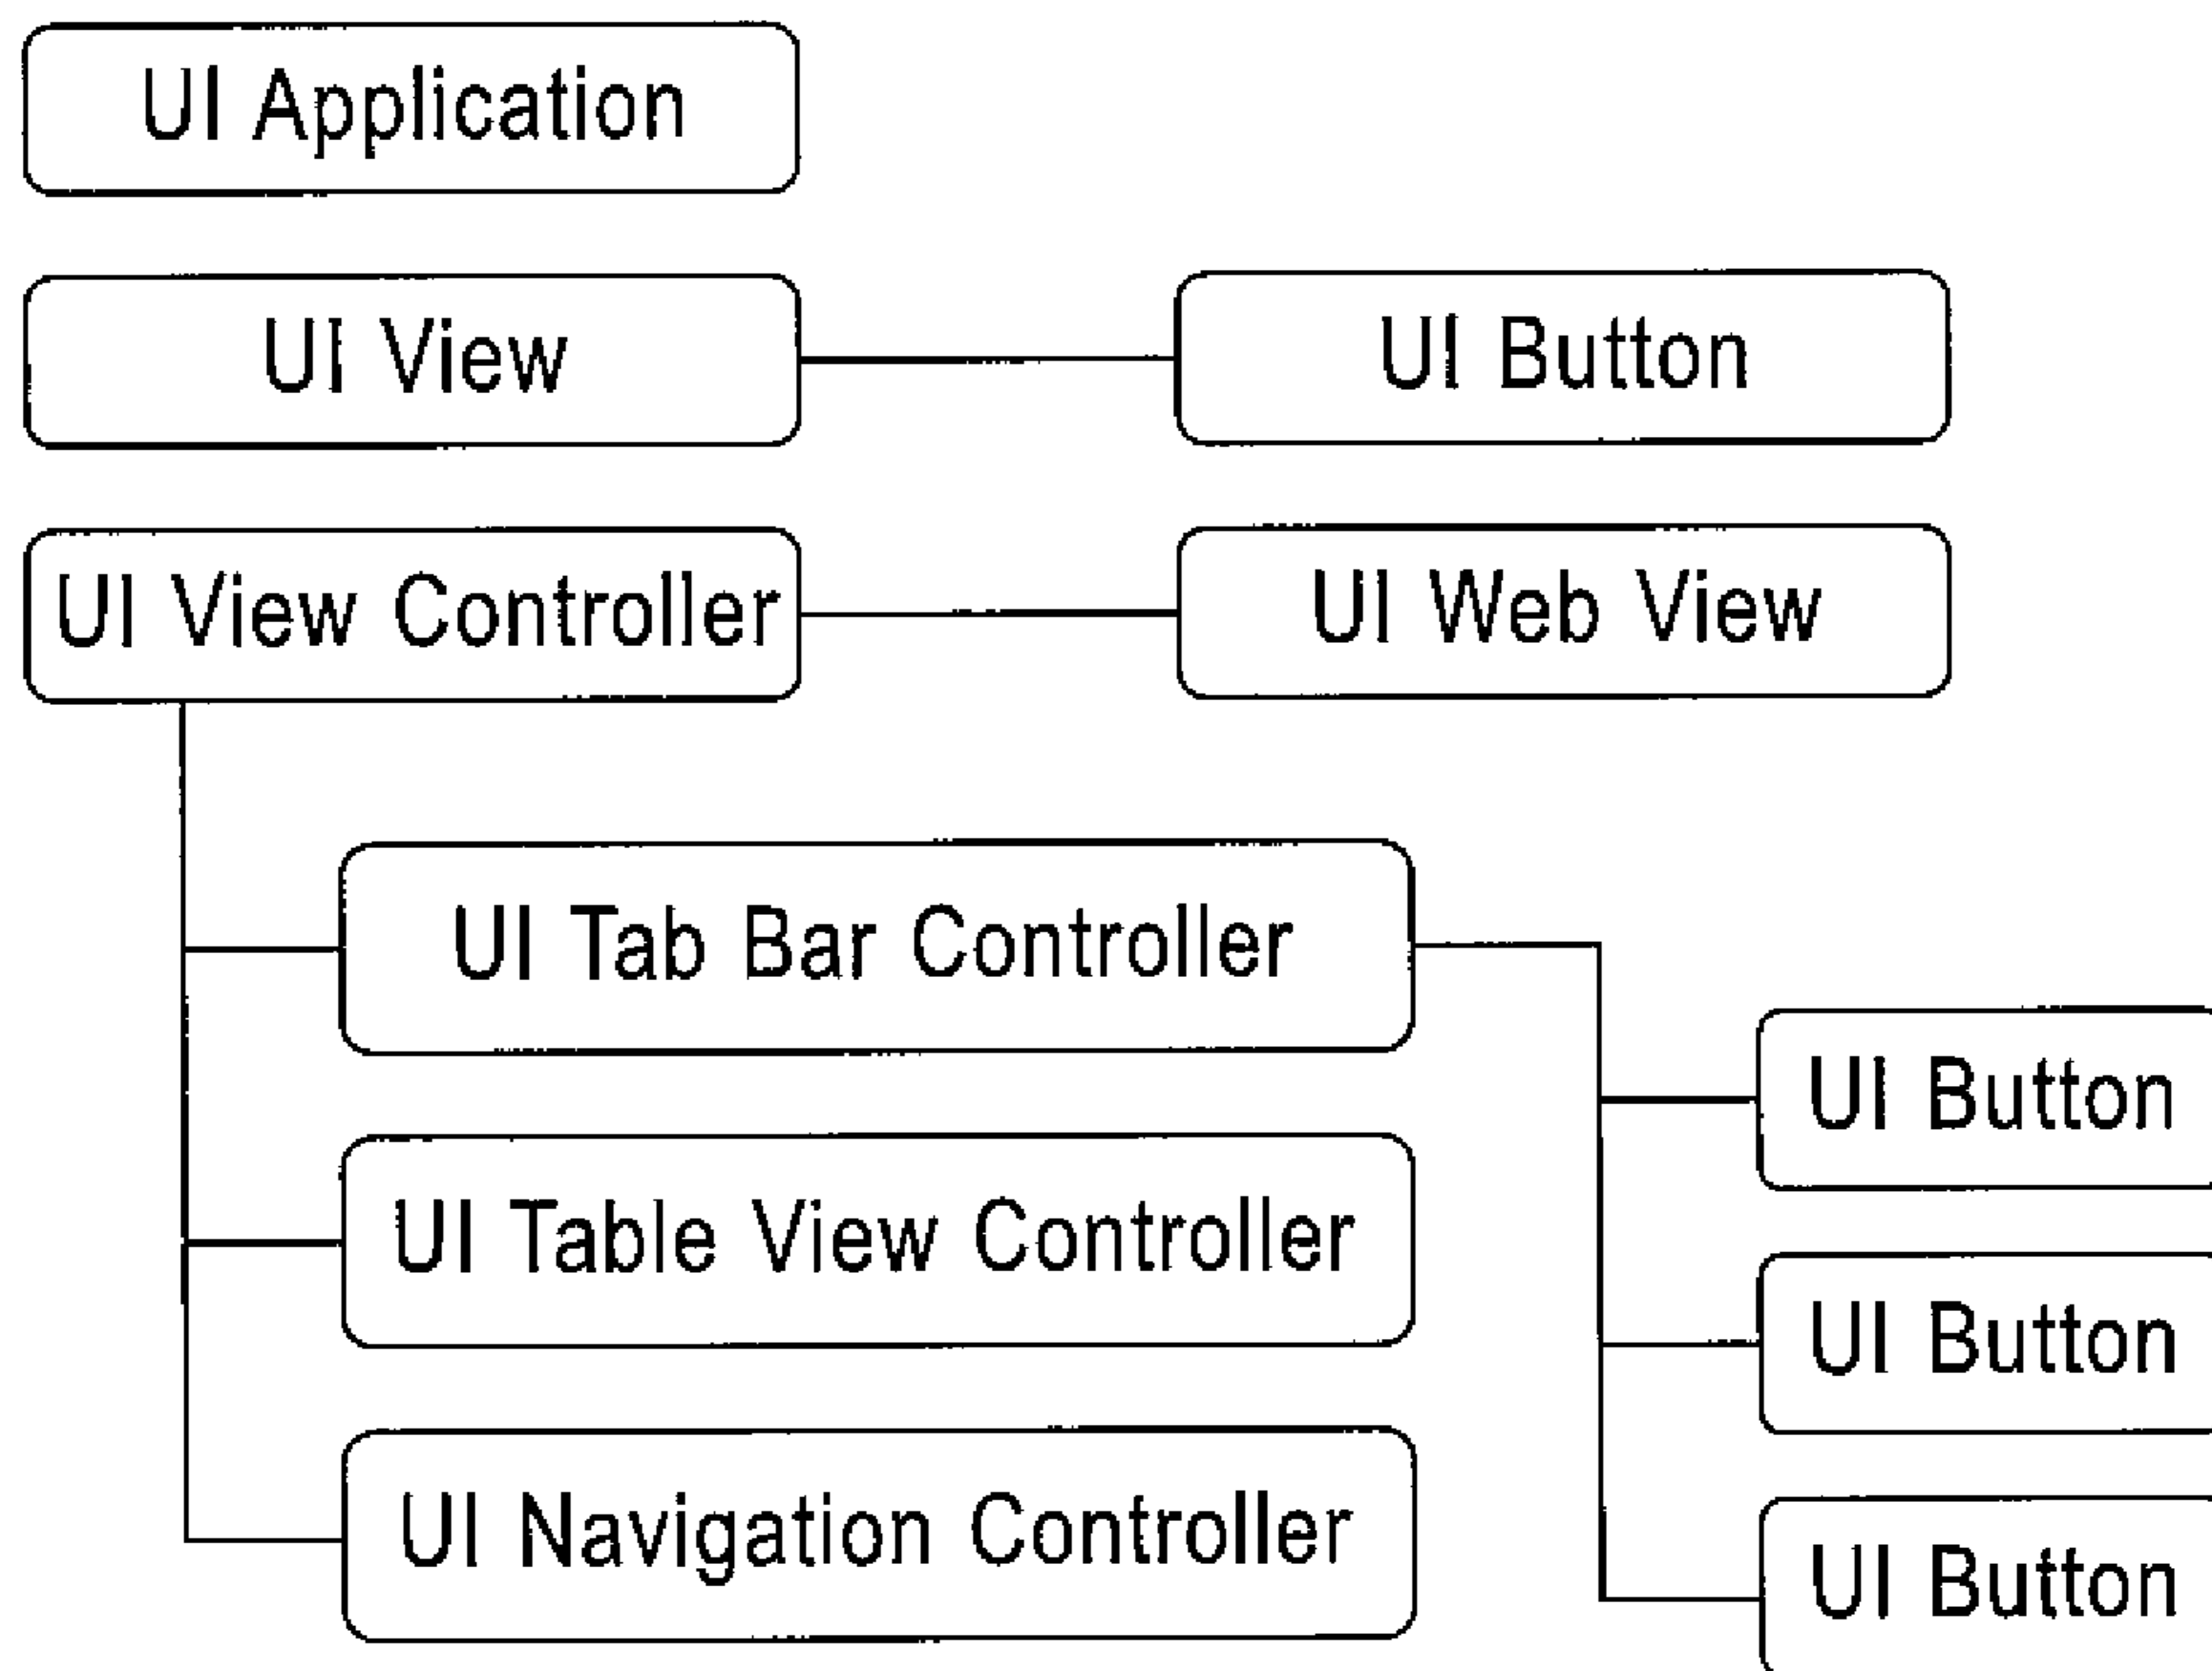 UI Application
UI View
UI Button
UI View Controller
UI Web View
UI Tab Bar Controller
UI Button
UI Table View Controller
UI Button
UI Navigation Controller
UI Button